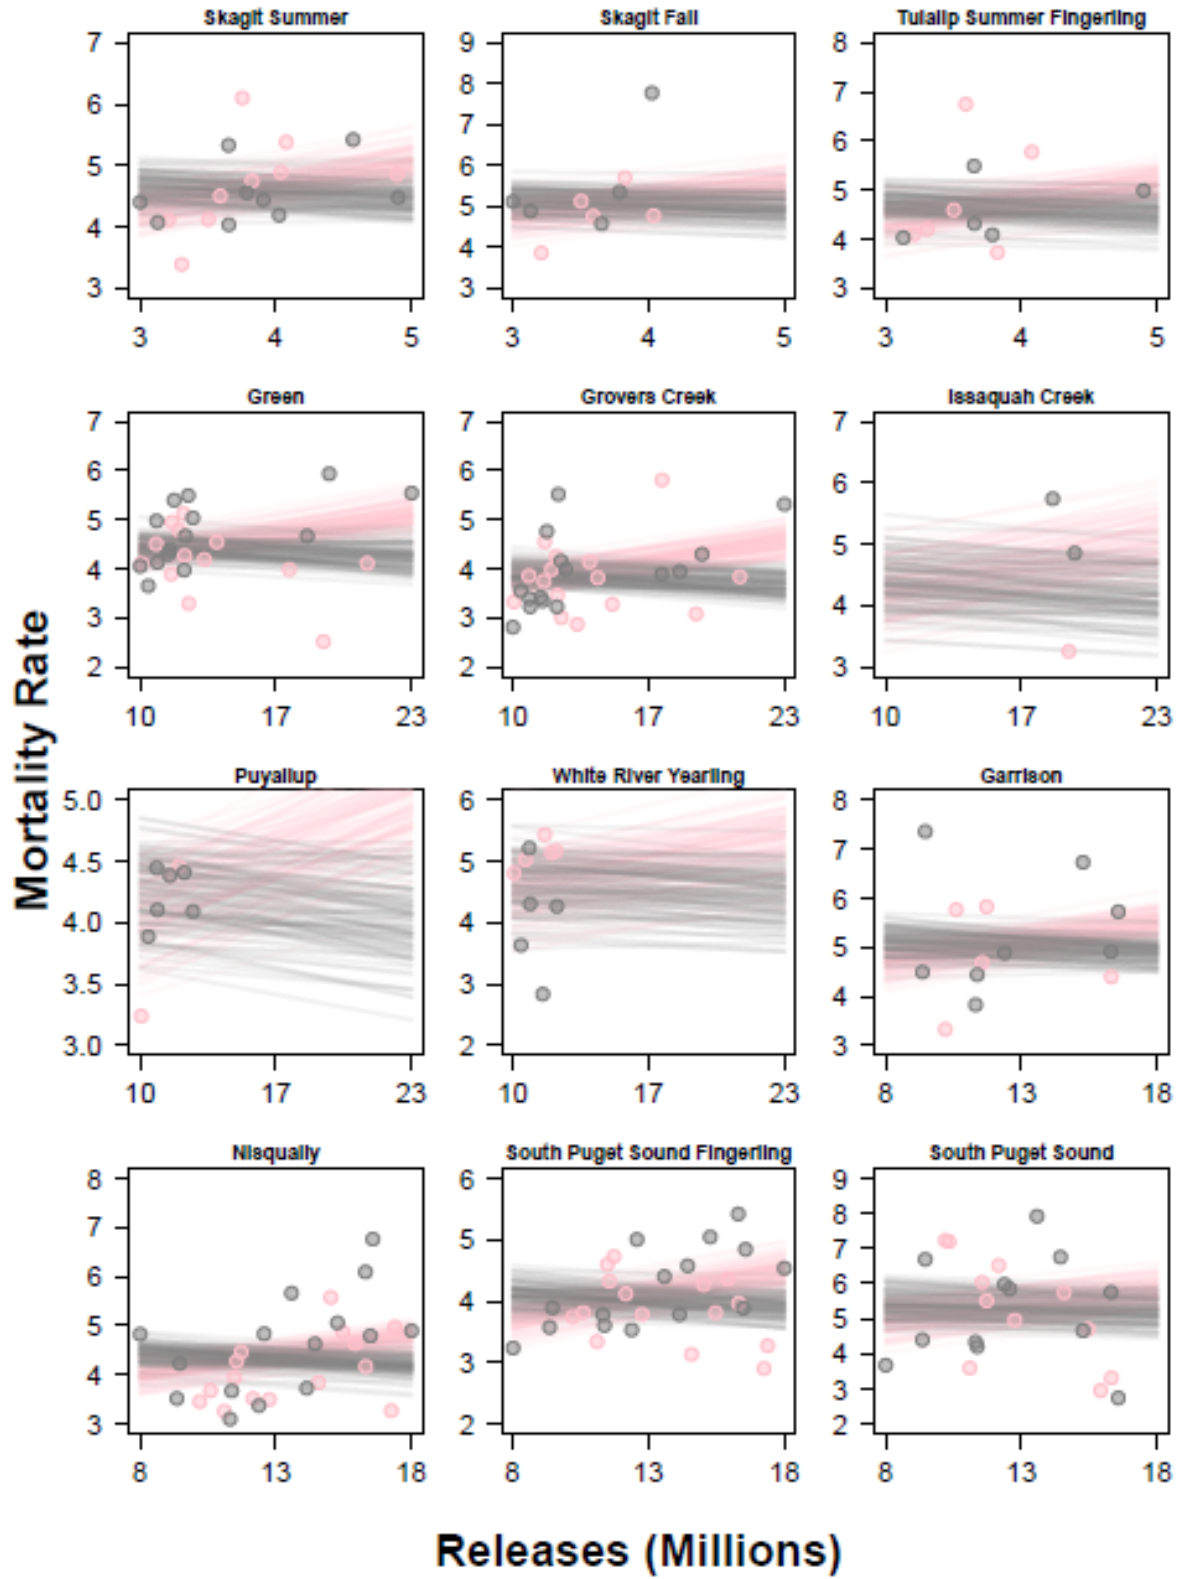 Skagit Summer Skagit Fall Tulalip Summer Fingerling
7 9 8
6 8 7
5 7 6
4 6 5
3 5 4
4 3
3
3 4 5 3 4 5 3 4 5
Green Grovers Creek Issaquah Creek
7 7 7
6 6 6
5 5 5
4 4 4
3 3 3
2 2
10 17 23 10 17 23 10 17 23
Mortality Rate
Puyallup White River Yearling Garrison
5.0 6 8
4.5 5 7
4.0 4 6
3.5 3 5
3.0 2 4
3
10 17 23 10 17 23 8 13 18
Nisqually South Puget Sound Fingerling South Puget Sound
8 6 9
7 5 8
6 4 7
5 3 6
4 2 5
3 4
3
2
8 13 18 8 13 18 8 13 18
Releases (Millions)